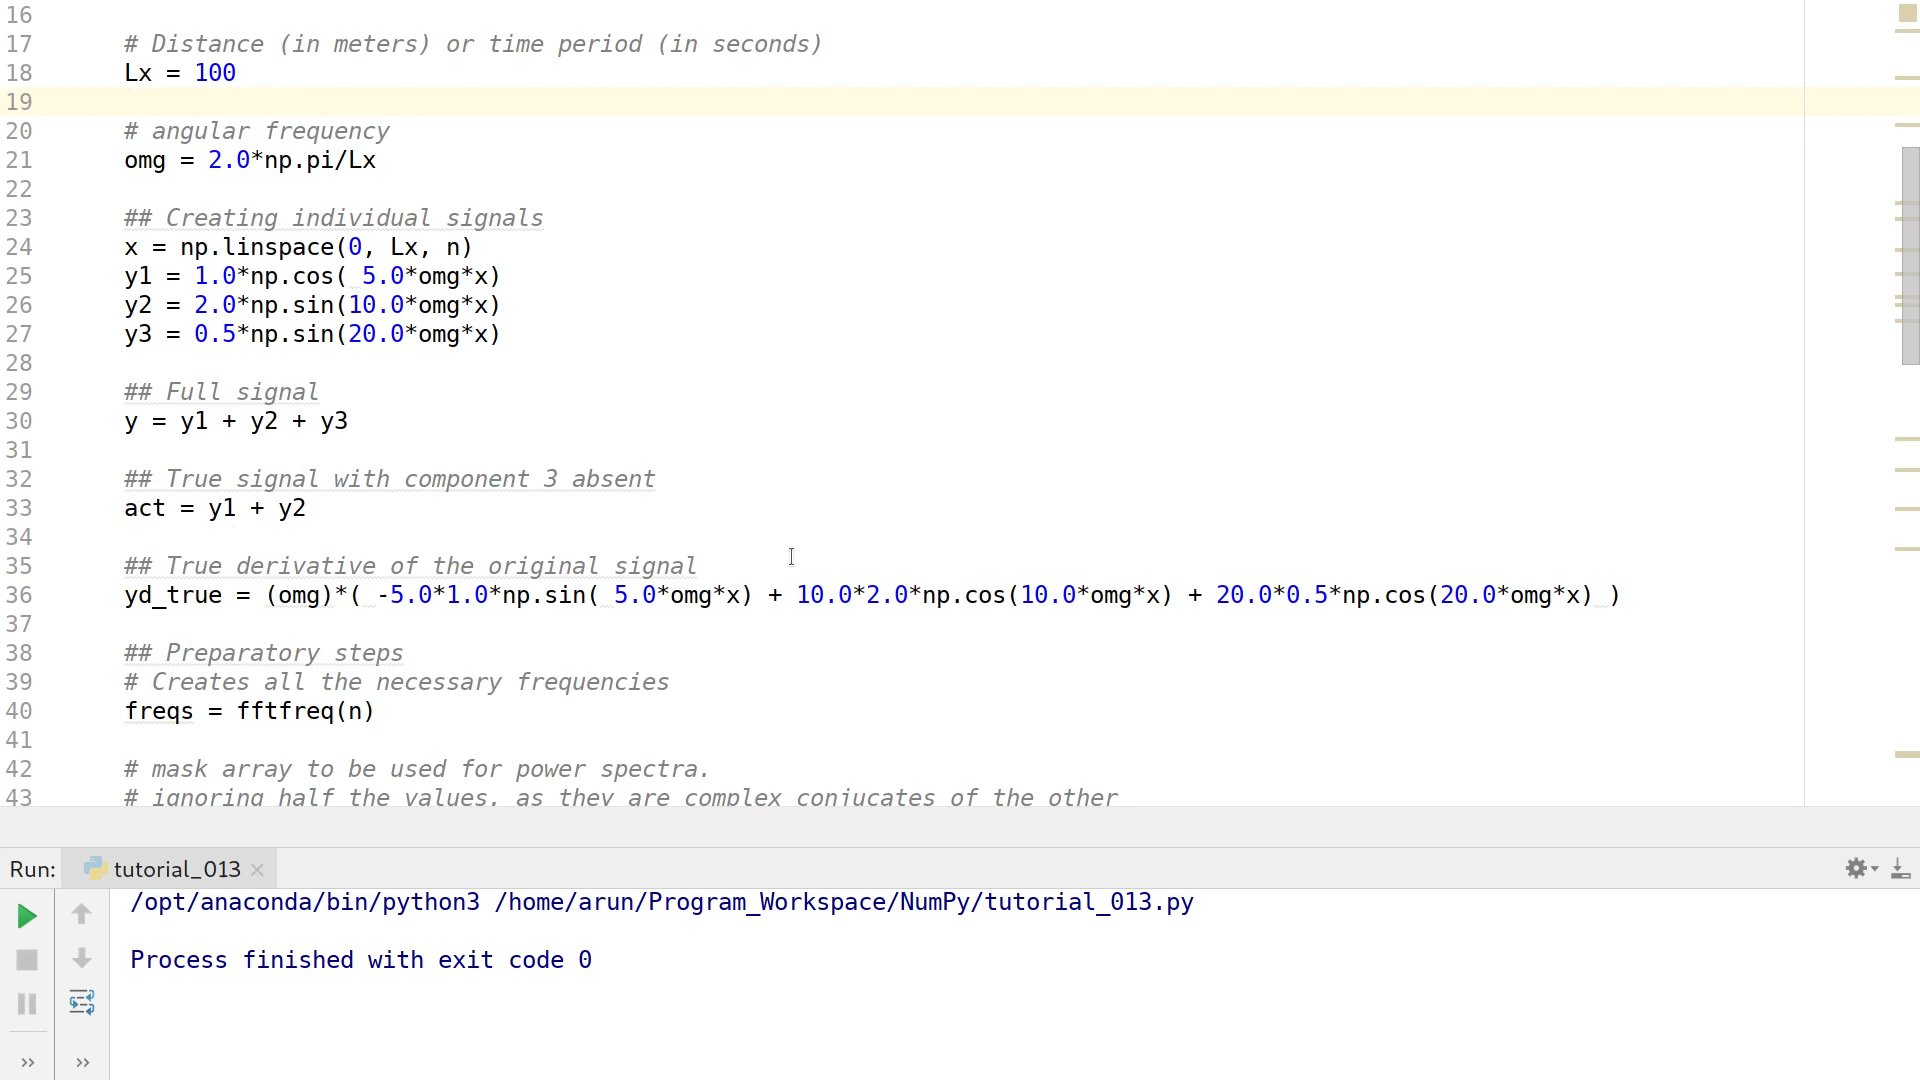 16
17 # Distance (in meters) or time period (in seconds)
18 Lx = 100
19
20 # angular frequency
21 omg = 2.0*np.pi/Lx
22
23 ## Creating individual signals
24 x = np.linspace(0, Lx, n)
25 y1 = 1.0*np.cos( 5.0*omg*x)
26 y2 = 2.0*np.sin(10.0*omg*x)
27 y3 = 0.5*np.sin(20.0*omg*x)
28
29 ## Full signal
30 y = y1 + y2 + y3
31
32 ## True signal with component 3 absent
33 act = y1 + y2
34
35 ## True derivative of the original signal
36 yd_true = (omg)*( -5.0*1.0*np.sin( 5.0*omg*x) + 10.0*2.0*np.cos(10.0*omg*x) + 20.0*0.5*np.cos(20.0*omg*x) )
37
38 ## Preparatory steps
39 # Creates all the necessary frequencies
40 freqs = fftfreq(n)
41
42 # mask array to be used for power spectra.
43 # ignoring half the values, as they are complex conjucates of the other
Run: tutorial_013
/opt/anaconda/bin/python3 /home/arun/Program_Workspace/NumPy/tutorial_013.py
Process finished with exit code 0